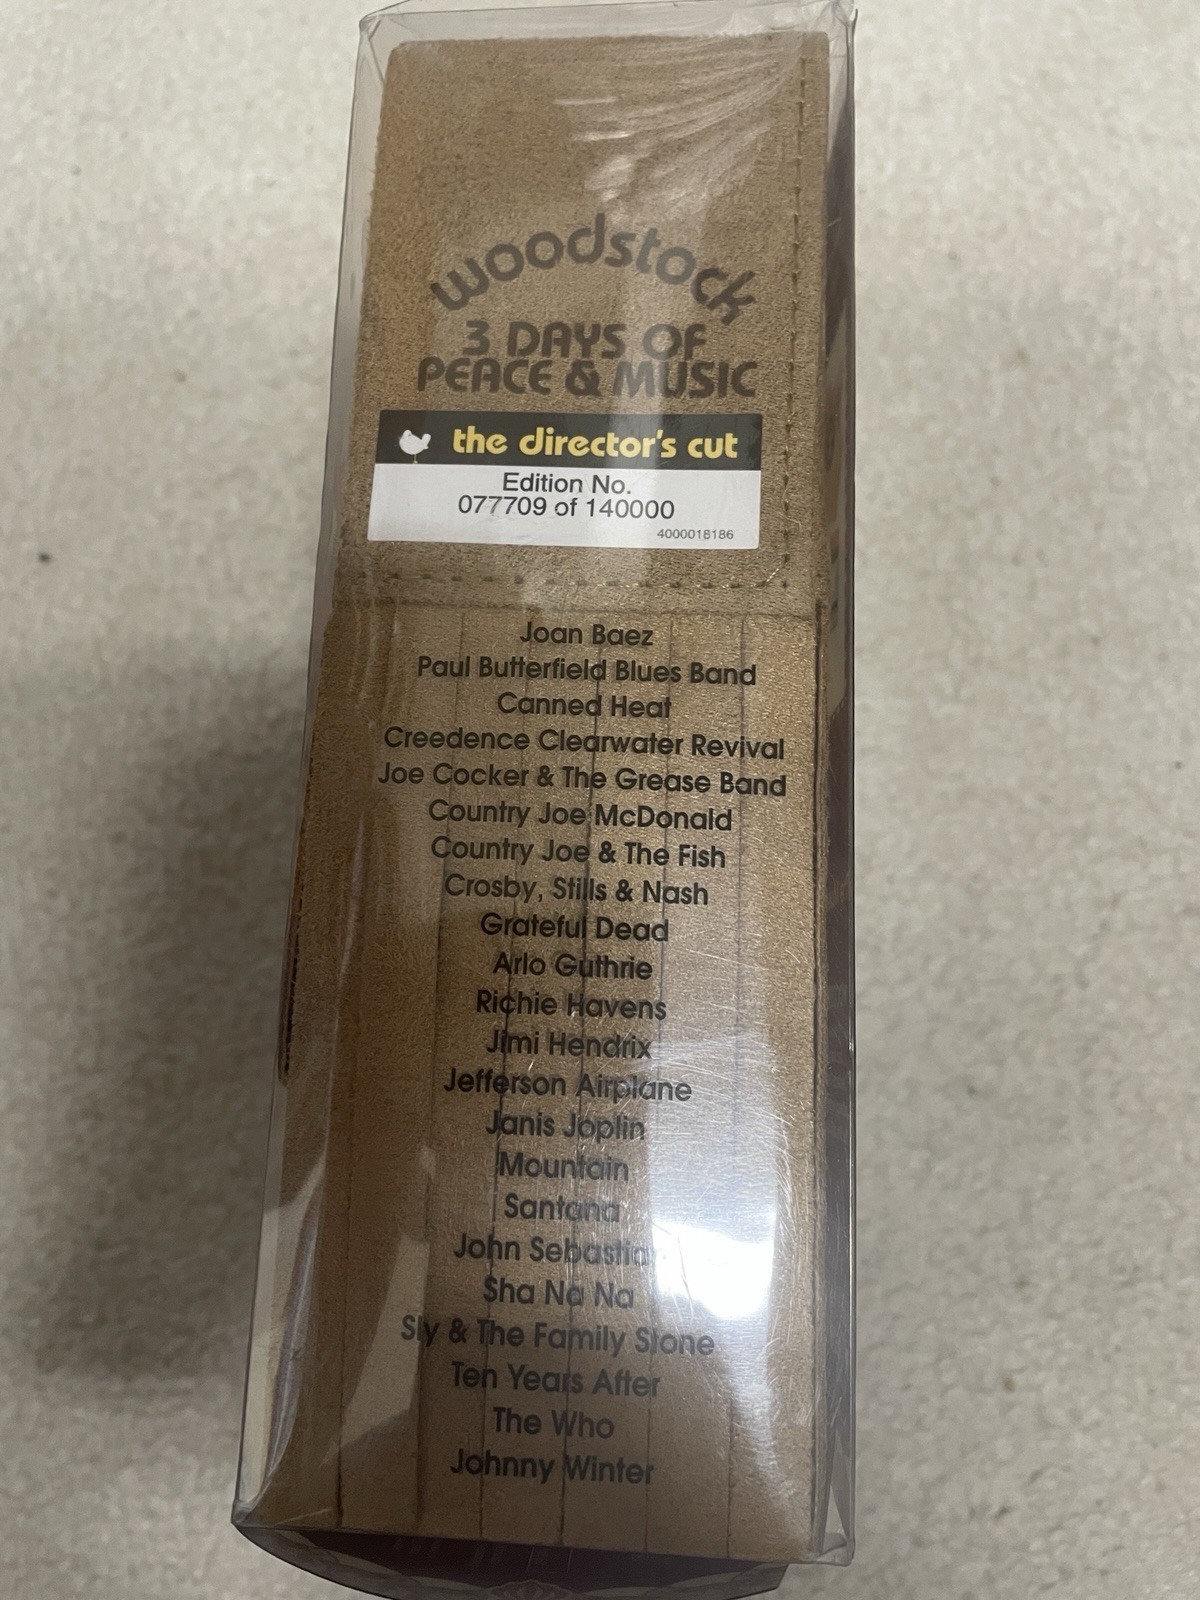 woodstock
3 DAYS OF
PEACE & MUSIC
the director's cut
Edition No.
077709 of 140000
4000018186
Joan Baez
Paul Butterfield Blues Band
Canned Heat
Creedence Clearwater Revival
Joe Cocker & The Grease Band
Country Joe McDonald
Country Joe & The Fish
Crosby, Stills & Nash
Grateful Dead
Arlo Guthrie
Richie Havens
Jimi Hendrix
Jefferson Airplane
Janis Joplin
Mountain
Santana
John Sebastian
Sha Na Na
Sly & The Family Stone
Ten Years After
The Who
Johnny Winter